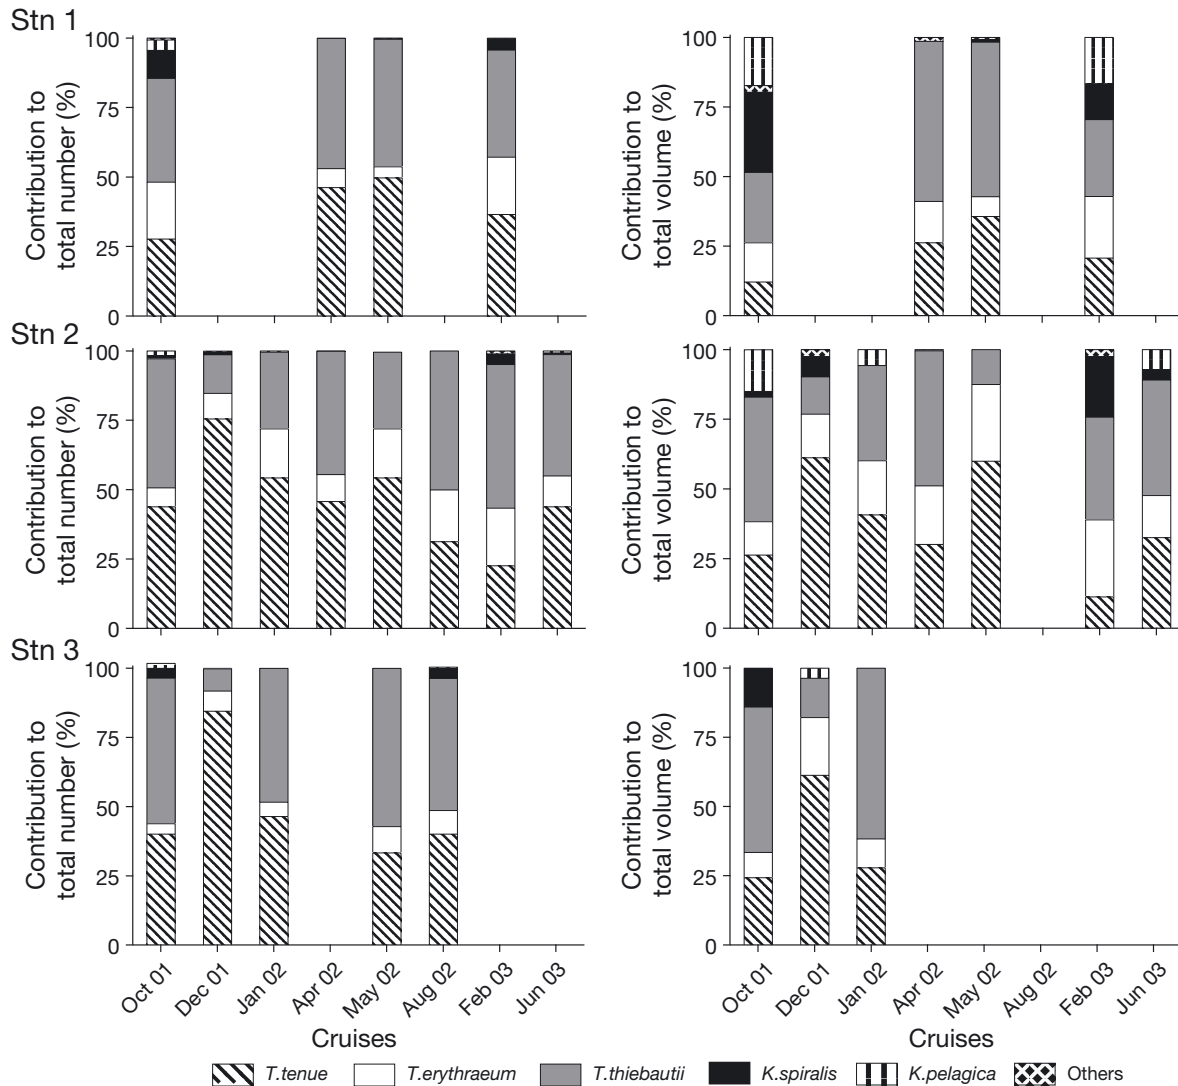 Stn 1
Contribution to
total number (%)
100
75
50
25
0
Contribution to
total volume (%)
100
75
50
25
0
Stn 2
Contribution to
total number (%)
100
75
50
25
0
Contribution to
total volume (%)
100
75
50
25
0
Stn 3
Contribution to
total number (%)
100
75
50
25
0
Contribution to
total volume (%)
100
75
50
25
0
Oct 01 Dec 01 Jan 02 Apr 02 May 02 Aug 02 Feb 03 Jun 03
Cruises
Oct 01 Dec 01 Jan 02 Apr 02 May 02 Aug 02 Feb 03 Jun 03
Cruises
T.tenue T.erythraeum T.thiebautii K.spiralis K.pelagica Others